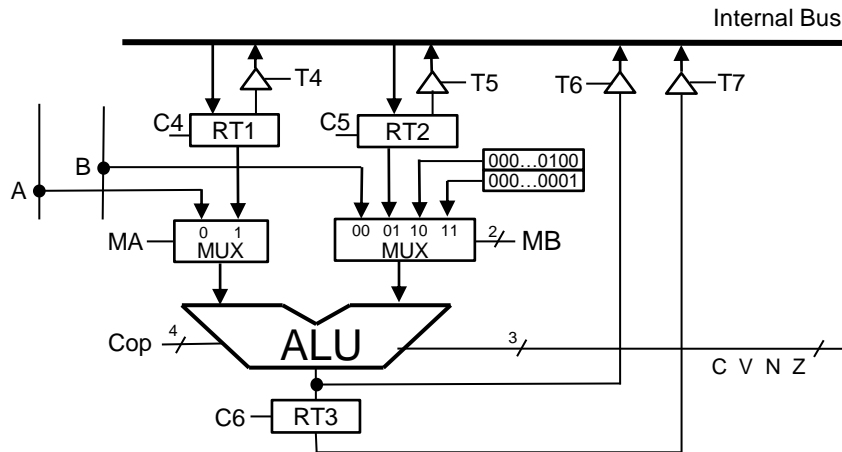 Internal Bus
T4
T5
T6
T7
C4
RT1
C5
RT2
B
000...0100
000...0001
A
0 1
MUX
MA
00 01 10 11
MUX
2
MB
4
Cop
ALU
3
C V N Z
C6
RT3